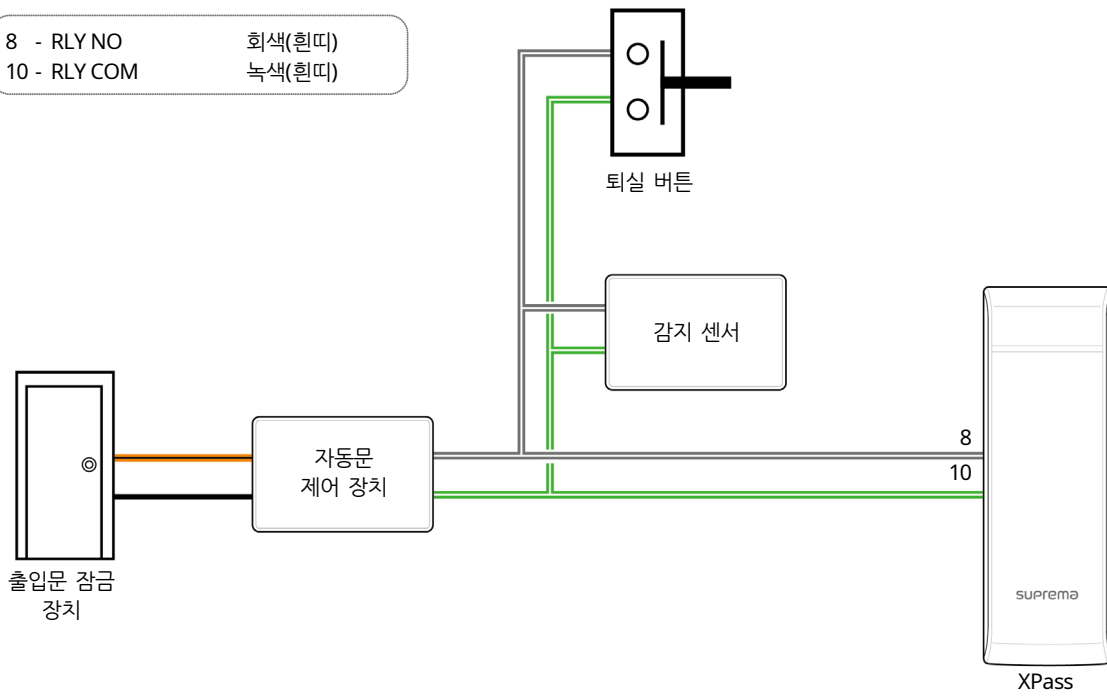 8 - RLY NO 회색(흰띠)
10 - RLY COM 녹색(흰띠)
퇴실 버튼
감지 센서
자동문
제어 장치
8
10
출입문 잠금
장치
suprema
XPass